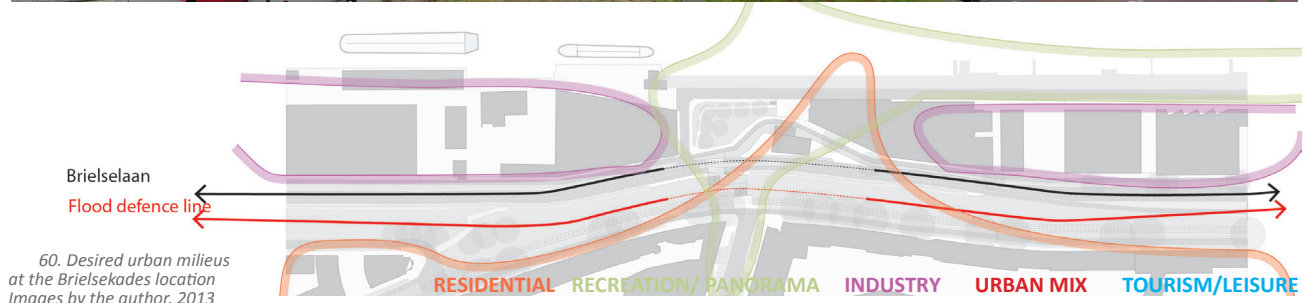 Brielselaan
Flood defence line
60. Desired urban milieus
at the Brielsekades location
Images by the author, 2013
RESIDENTIAL RECREATION/ PANORAMA INDUSTRY URBAN MIX TOURISM/LEISURE